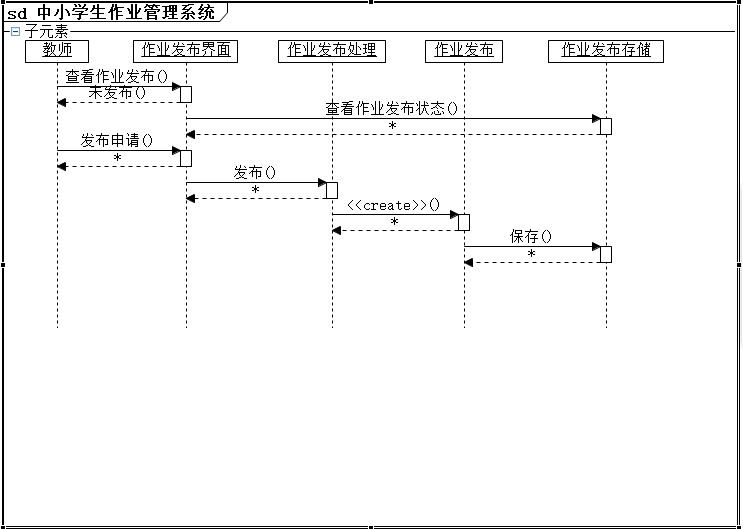 sd 中小学生作业管理系统
子元素
教师 作业发布界面 作业发布处理 作业发布 作业发布存储
查看作业发布()
未发布()
查看作业发布状态()
*
发布申请()
*
发布()
*
<<create>>()
*
保存()
*